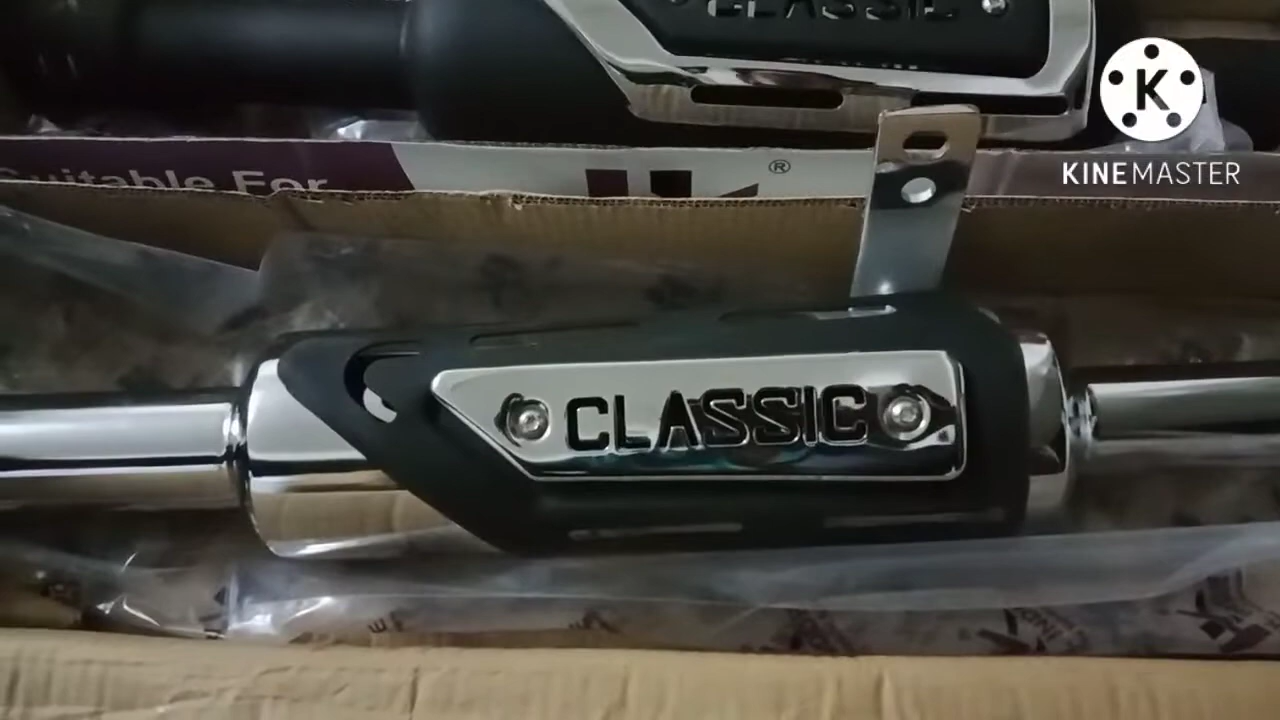 CLASSIC
K
KINEMASTER
Suitable For
®
CLASSIC